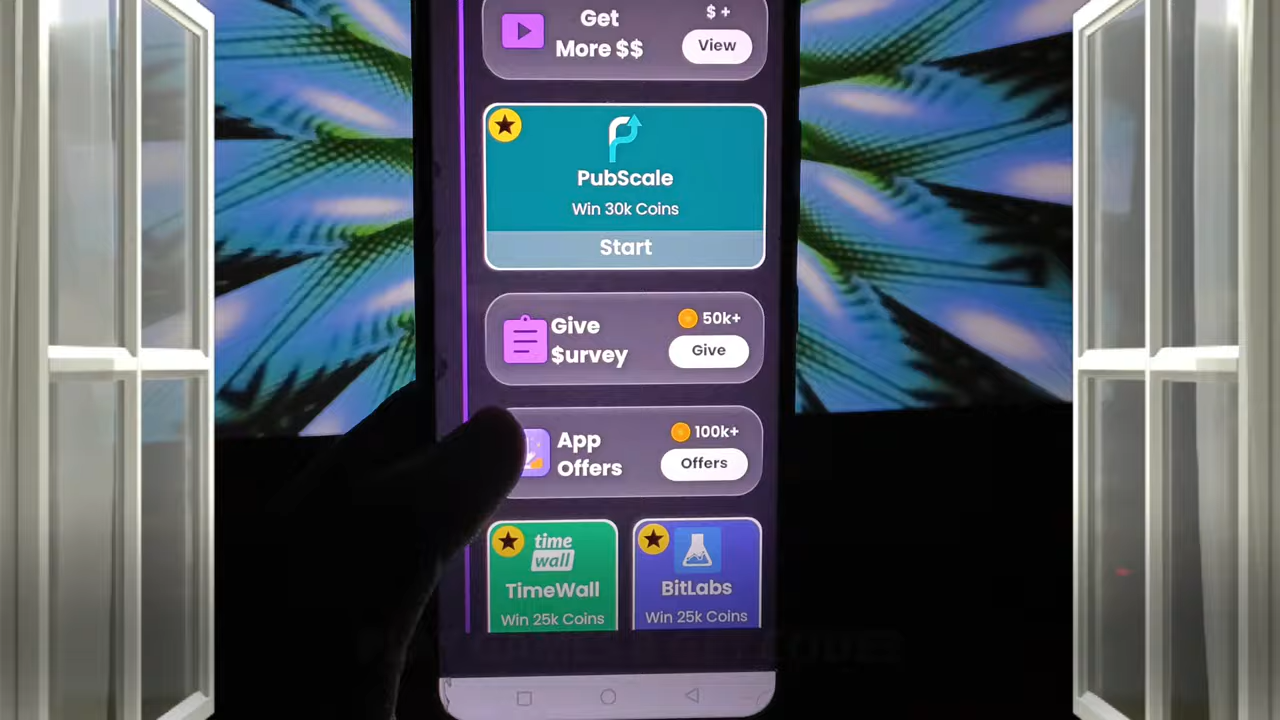 Get
More $$
$ +
View
PubScale
Win 30k Coins
Start
Give
$urvey
50k+
Give
App
Offers
100k+
Offers
time
wall
TimeWall
Win 25k Coins
BitLabs
Win 25k Coins